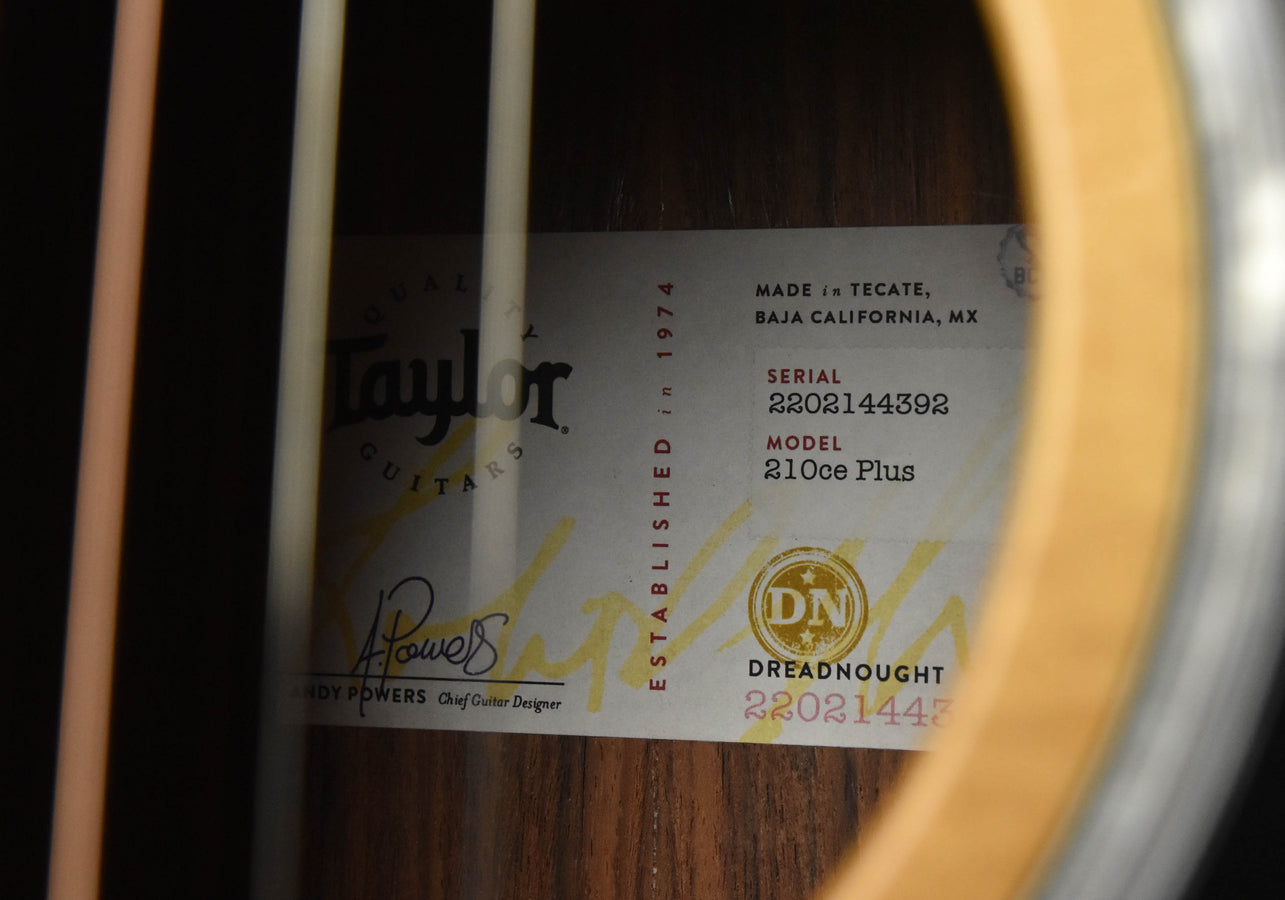 QUALITY
Taylor®
GUITARS
A. Powers
ANDY POWERS Chief Guitar Designer
ESTABLISHED in 1974
MADE in TECATE,
BAJA CALIFORNIA, MX
SERIAL
2202144392
MODEL
210ce Plus
DN
DREADNOUGHT
22021443